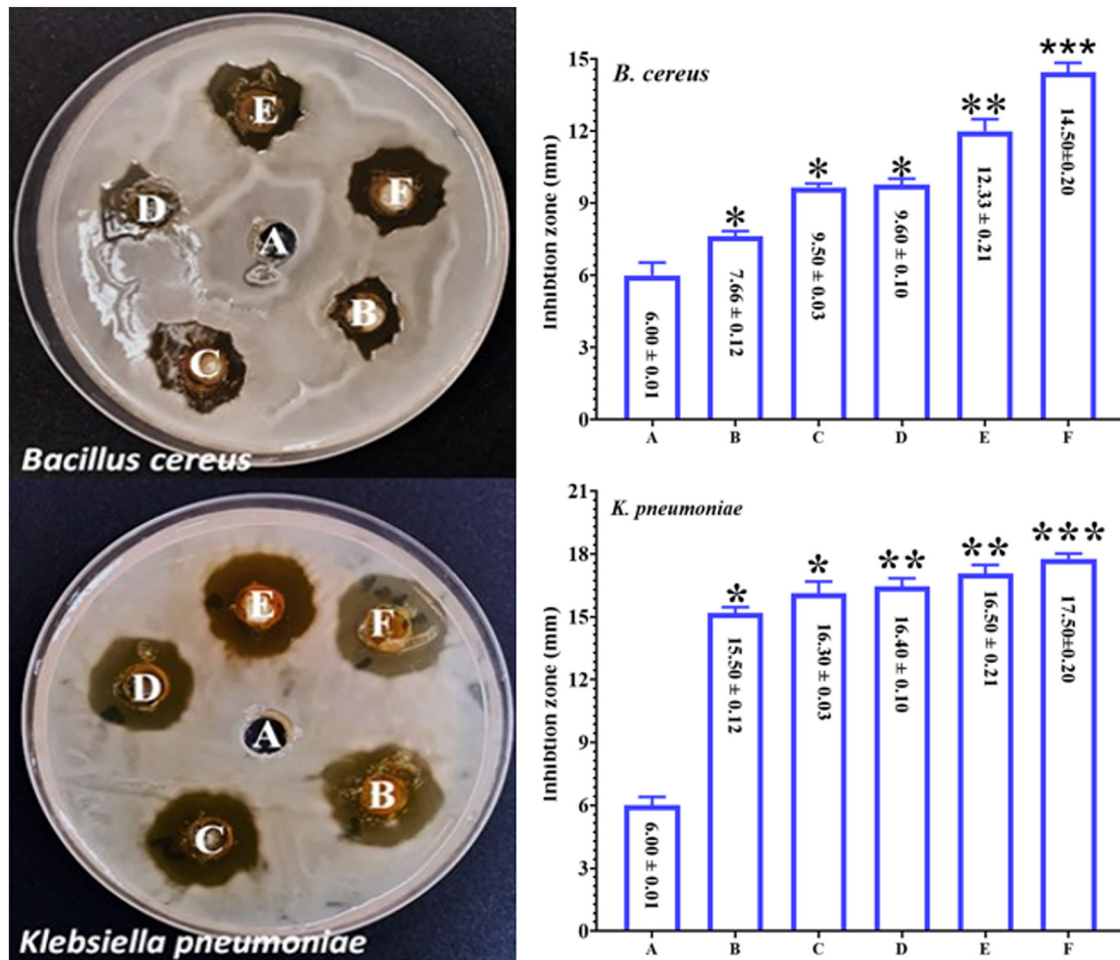 E
F
D
A
B
C
Bacillus cereus
B. cereus
Inhibition zone (mm)
15
12
9
6
3
0
*
*
*
**
***
6.00 ± 0.01
7.66 ± 0.12
9.50 ± 0.03
9.60 ± 0.10
12.33 ± 0.21
14.50±0.20
A B C D E F
E
F
D
A
B
C
Klebsiella pneumoniae
K. pneumoniae
Inhibition zone (mm)
21
18
15
12
9
6
3
0
*
*
**
**
***
6.00 ± 0.01
15.50 ± 0.12
16.30 ± 0.03
16.40 ± 0.10
16.50 ± 0.21
17.50±0.20
A B C D E F